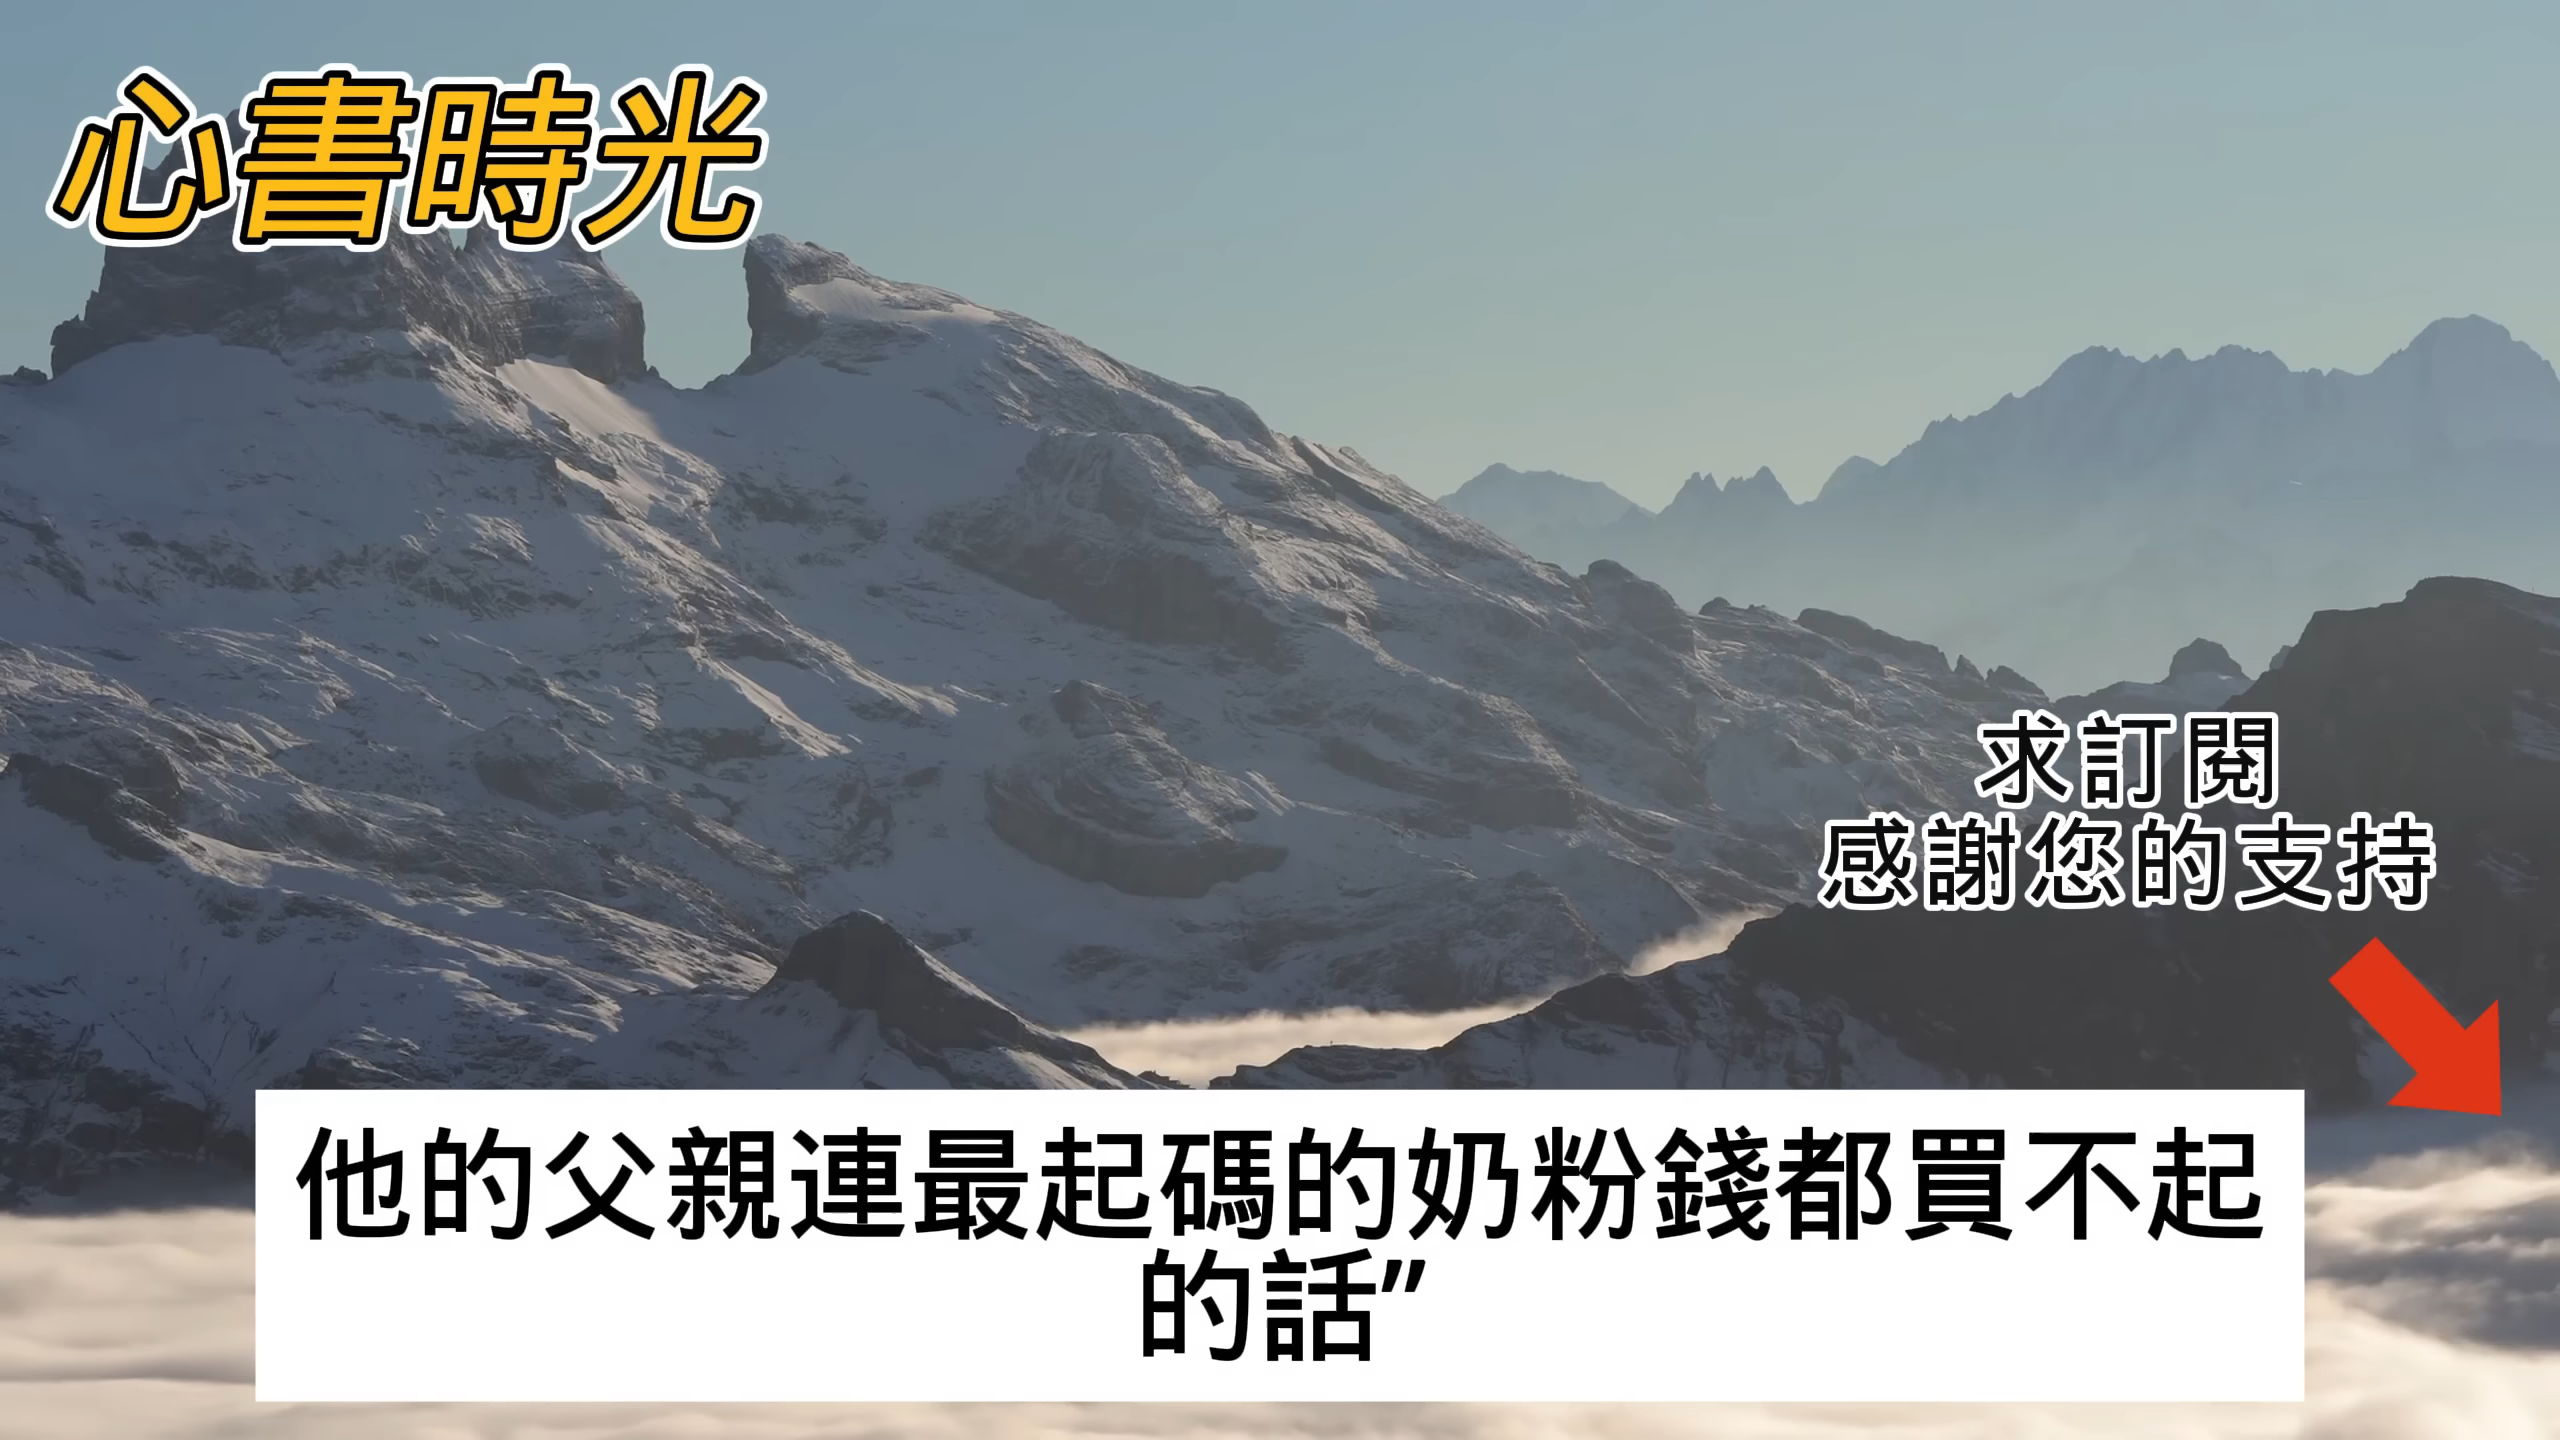 心書時光
求訂閱
感謝您的支持
他的父親連最起碼的奶粉錢都買不起
的話”